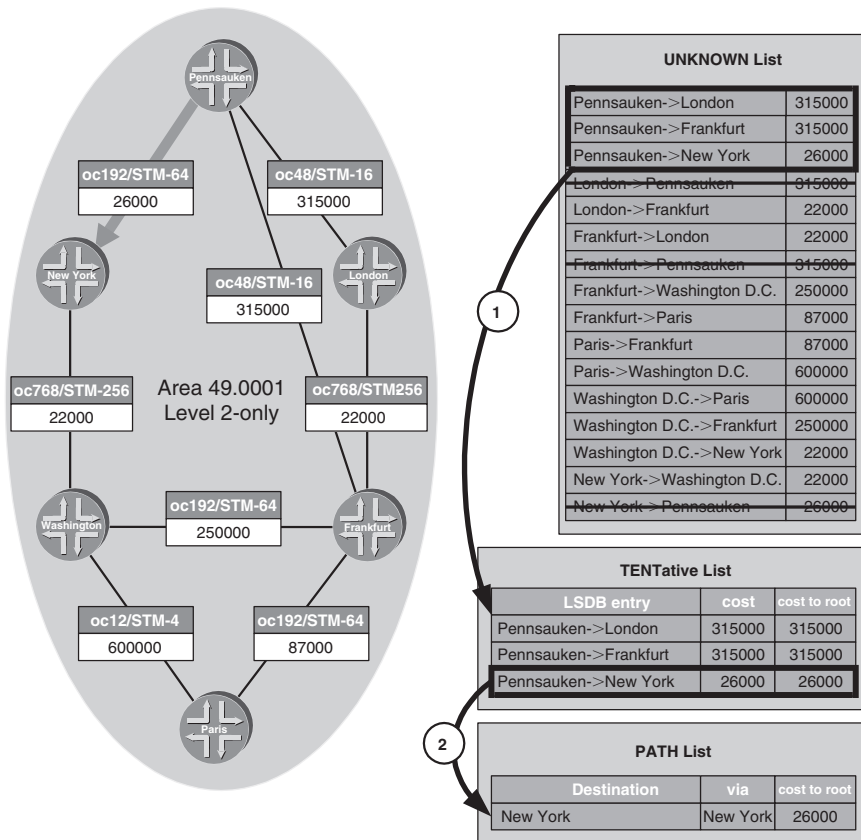 Pennsauken
oc192/STM-64
26000
oc48/STM-16
315000
New York
London
oc48/STM-16
315000
oc768/STM-256
22000
Area 49.0001
Level 2-only
oc768/STM256
22000
Washington
oc192/STM-64
250000
Frankfurt
oc12/STM-4
600000
oc192/STM-64
87000
Paris
UNKNOWN List
Pennsauken->London 315000
Pennsauken->Frankfurt 315000
Pennsauken->New York 26000
London->Pennsauken 315000
London->Frankfurt 22000
Frankfurt->London 22000
Frankfurt->Pennsauken 315000
Frankfurt->Washington D.C. 250000
Frankfurt->Paris 87000
Paris->Frankfurt 87000
Paris->Washington D.C. 600000
Washington D.C.->Paris 600000
Washington D.C.->Frankfurt 250000
Washington D.C.->New York 22000
New York->Washington D.C. 22000
New York->Pennsauken 26000
1
TENTative List
LSDB entry cost cost to root
Pennsauken->London 315000 315000
Pennsauken->Frankfurt 315000 315000
Pennsauken->New York 26000 26000
2
PATH List
Destination via cost to root
New York New York 26000